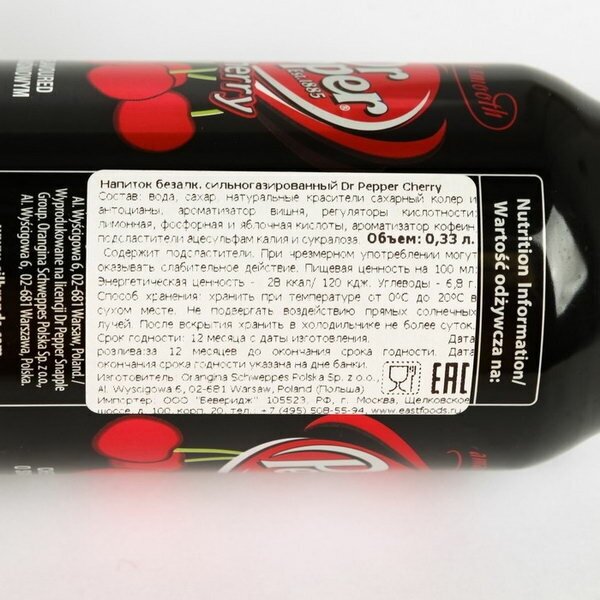 Напиток безалк. сильногазированный Dr Pepper Cherry
Состав: вода, сахар, натуральные красители сахарный колер и
антоцианы, ароматизатор вишня, регуляторы кислотности
лимонная, фосфорная и яблочная кислоты, ароматизатор кофеин,
подсластители ацесульфам калия и сукралоза. Объем: 0,33 л.
Содержит подсластители. При чрезмерном употреблении могут
оказывать слабительное действие. Пищевая ценность на 100 мл:
Энергетическая ценность - 28 ккал/ 120 кдж. Углеводы - 6,8 г.
Способ хранения: хранить при температуре от 0°С до 20°С в
сухом месте. Не подвергать воздействию прямых солнечных
лучей. После вскрытия хранить в холодильнике не более суток.
Срок годности: 12 месяца с даты изготовления. Дата
розлива:за 12 месяцев до окончания срока годности. Дата
окончания срока годности указана на дне банки.
Изготовитель Orangina Schweppes Polska Sp. z o.o.,
Al. Wyscigowa 6, 02-681 Warsaw, Poland (Польша)
Импортер: ООО "Беверидж" 105523, РФ, г. Москва, Щелковское
шоссе, д. 100, корп. 20, тел. +7 (495) 508-55-94, www.eastfoods.ru
EAC
Nutrition Information/
Wartość odżywcza na:
Al. Wyścigowa 6, 02-681 Warsaw, Poland./
Wyprodukowane na licencji Dr Pepper Snapple
Group. Orangina Schweppes Polska Sp. z o.o.,
Al. Wyścigowa 6, 02-681 Warszawa, Polska.
Est. 1885